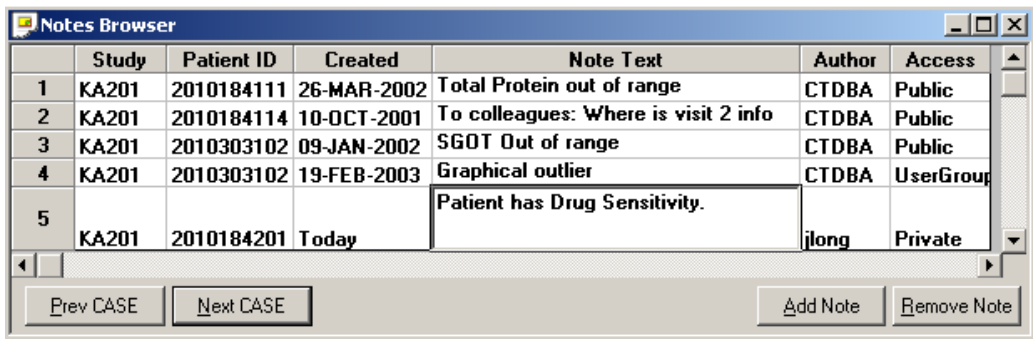 Notes Browser
Study Patient ID Created Note Text Author Access
1 KA201 2010184111 26-MAR-2002 Total Protein out of range CTDBA Public
2 KA201 2010184114 10-OCT-2001 To colleagues: Where is visit 2 info CTDBA Public
3 KA201 2010303102 09-JAN-2002 SGOT Out of range CTDBA Public
4 KA201 2010303102 19-FEB-2003 Graphical outlier CTDBA UserGroup
5 KA201 2010184201 Today Patient has Drug Sensitivity. jlong Private
Prev CASE Next CASE Add Note Remove Note